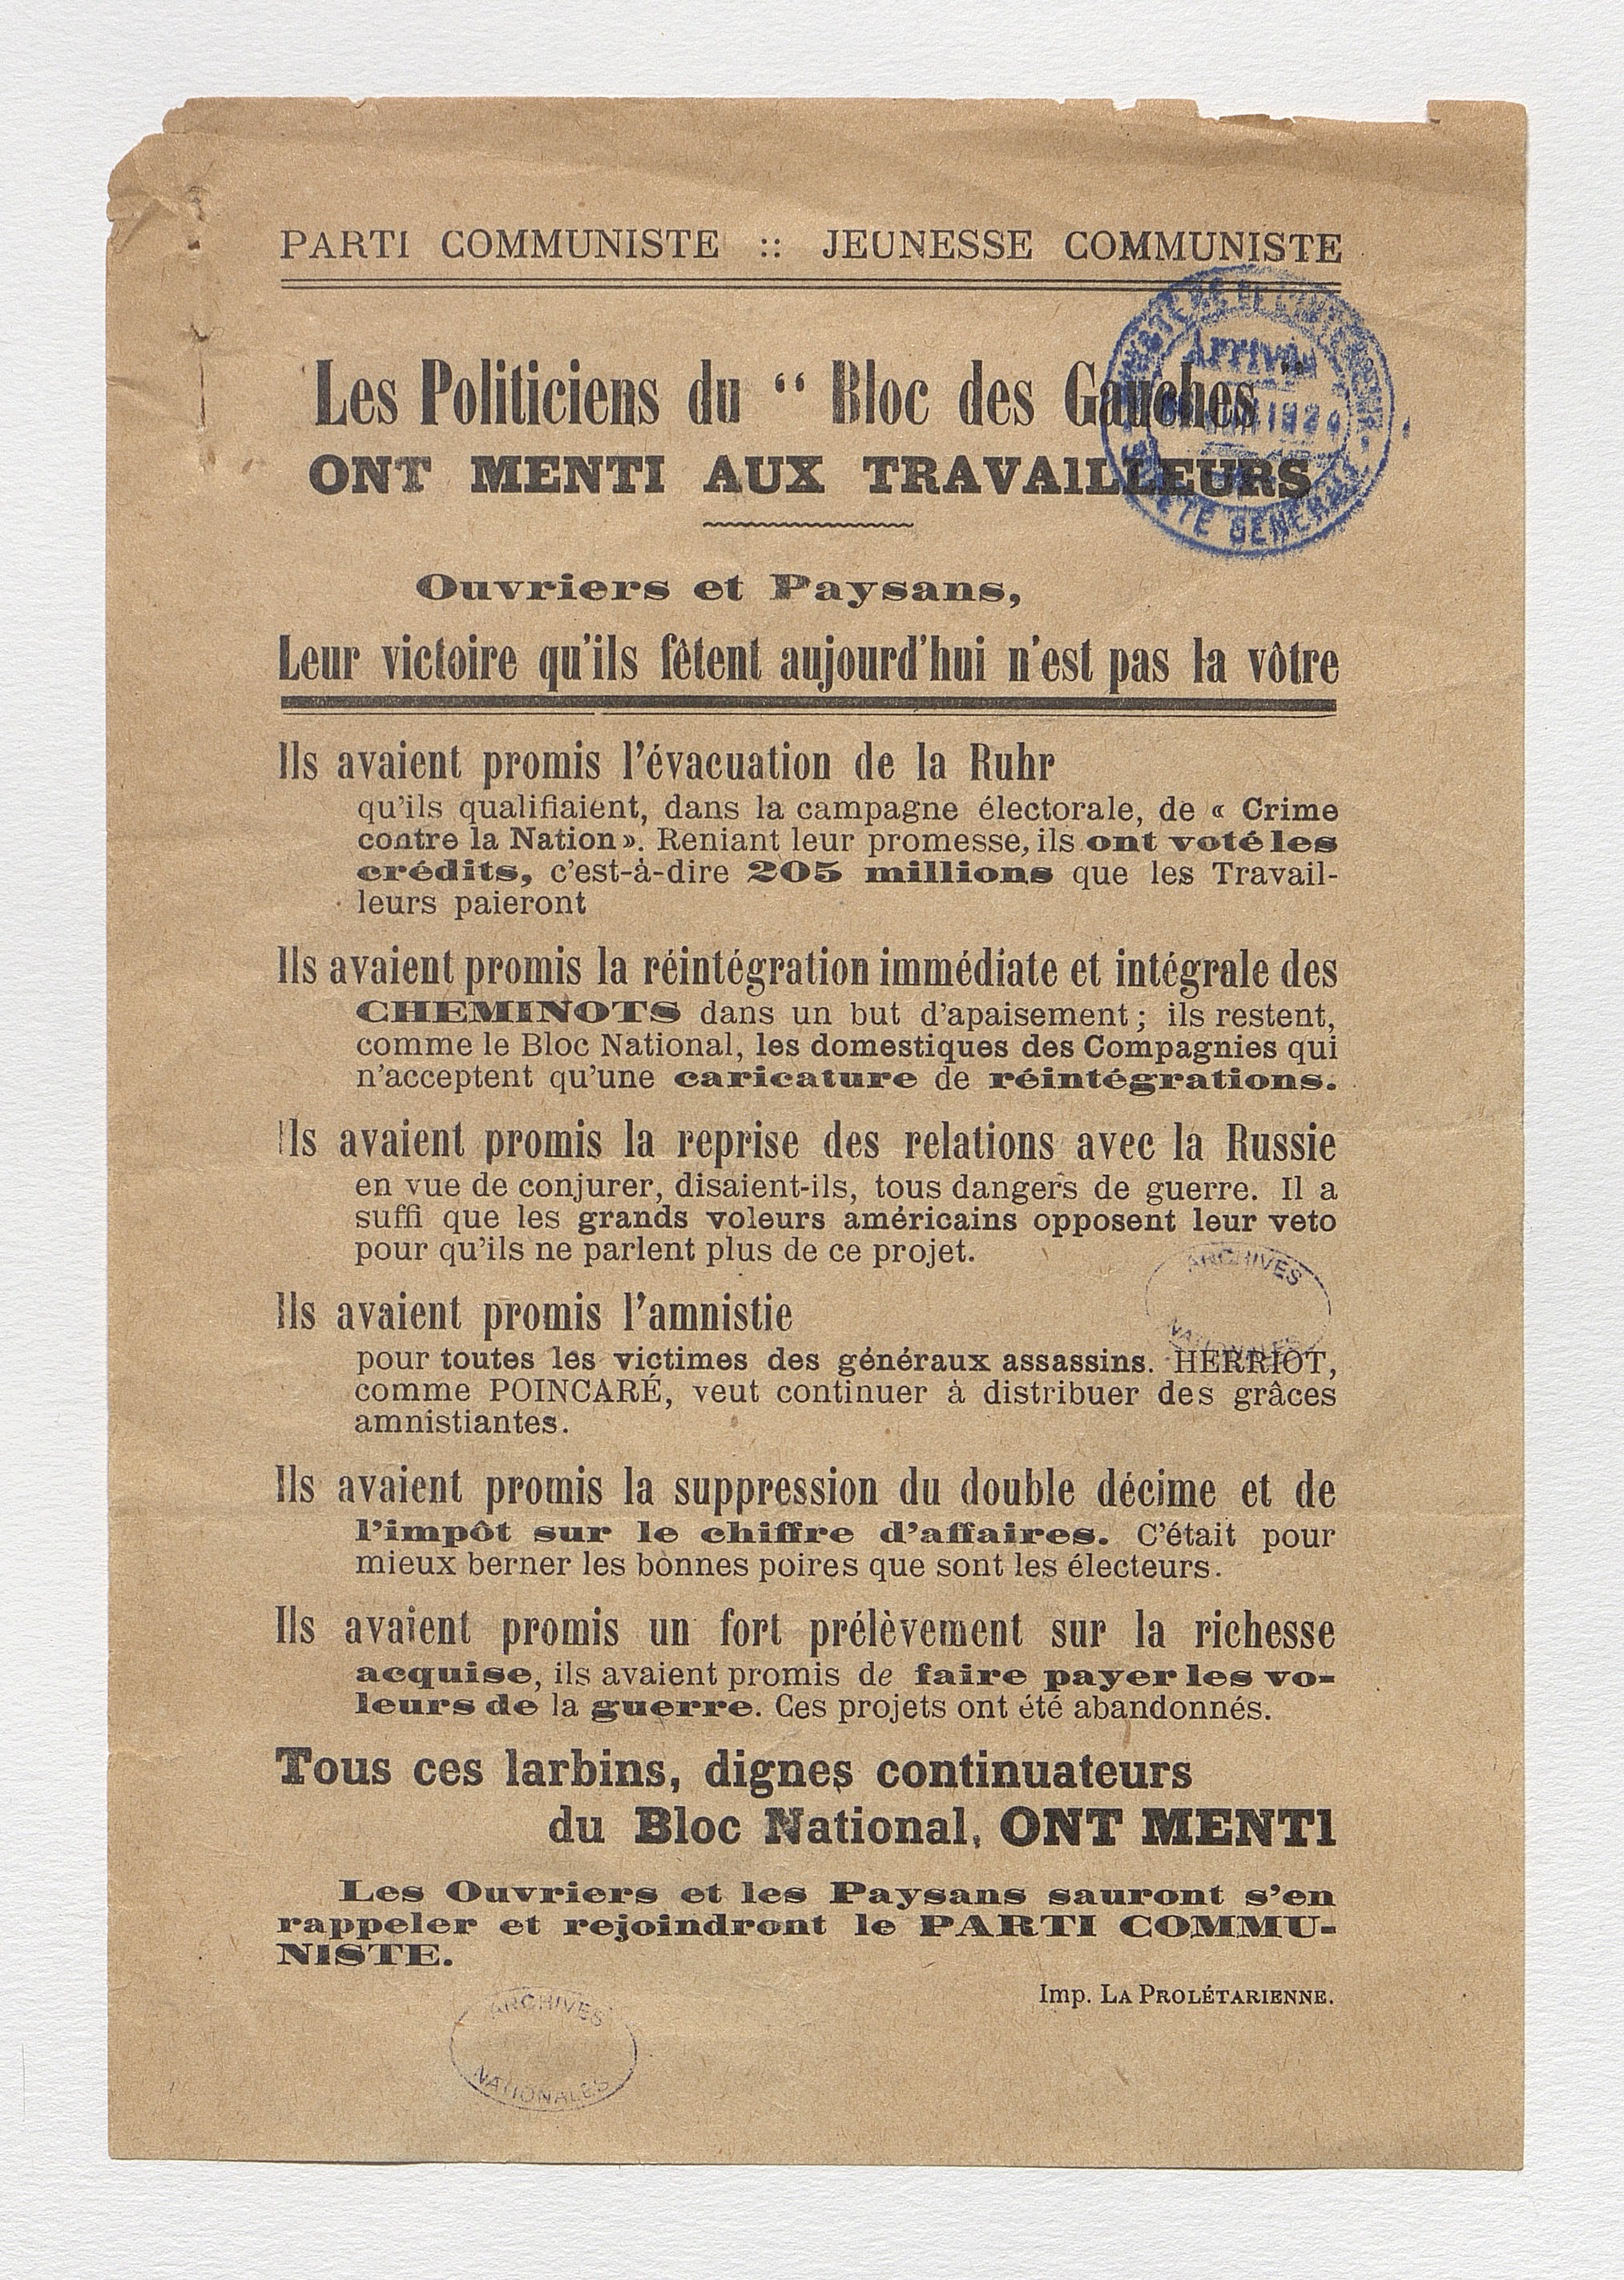 PARTI COMMUNISTE :: JEUNESSE COMMUNISTE
Les Politiciens du “ Bloc des Gauches ”
ONT MENTI AUX TRAVAILLEURS
Ouvriers et Paysans,
Leur victoire qu'ils fêtent aujourd'hui n'est pas la vôtre
Ils avaient promis l'évacuation de la Ruhr
qu'ils qualifiaient, dans la campagne électorale, de « Crime
contre la Nation ». Reniant leur promesse, ils ont voté les
crédits, c'est-à-dire 205 millions que les Travail-
leurs paieront
Ils avaient promis la réintégration immédiate et intégrale des
CHEMINOTS dans un but d'apaisement ; ils restent,
comme le Bloc National, les domestiques des Compagnies qui
n'acceptent qu'une caricature de réintégrations.
Ils avaient promis la reprise des relations avec la Russie
en vue de conjurer, disaient-ils, tous dangers de guerre. Il a
suffi que les grands voleurs américains opposent leur veto
pour qu'ils ne parlent plus de ce projet.
ARCHIVES
NATIONALES
Ils avaient promis l'amnistie
pour toutes les victimes des généraux assassins. HERRIOT,
comme POINCARÉ, veut continuer à distribuer des grâces
amnistiantes.
Ils avaient promis la suppression du double décime et de
l'impôt sur le chiffre d'affaires. C'était pour
mieux berner les bonnes poires que sont les électeurs.
Ils avaient promis un fort prélèvement sur la richesse
acquise, ils avaient promis de faire payer les vo-
leurs de la guerre. Ces projets ont été abandonnés.
Tous ces larbins, dignes continuateurs
du Bloc National, ONT MENTI
Les Ouvriers et les Paysans sauront s'en
rappeler et rejoindront le PARTI COMMU-
NISTE.
Imp. LA PROLÉTARIENNE.
ARCHIVES
NATIONALES